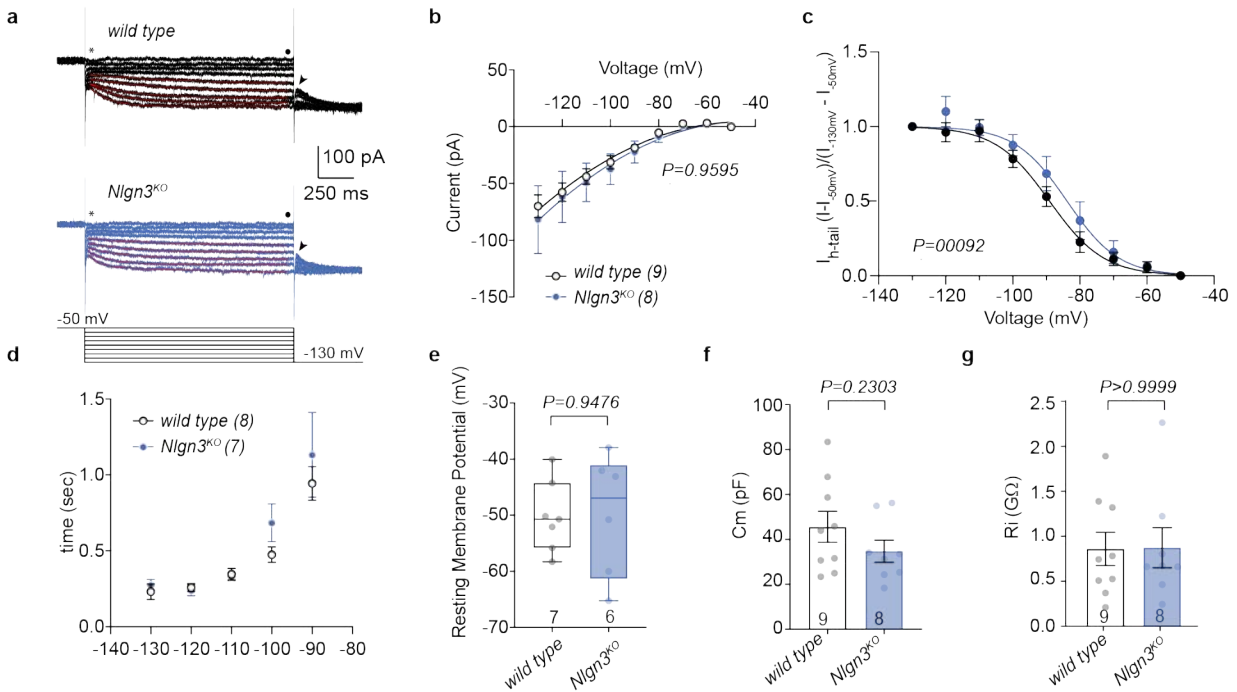 a
wild type
*
100 pA
250 ms
Nlgn3KO
*
-50 mV
-130 mV
b
Voltage (mV)
-120 -100 -80 -60 -40
50
0
-50
-100
-150
Current (pA)
P=0.9595
wild type (9)
Nlgn3KO (8)
c
Ih-tail (I-I-50mV)/(I-130mV - I-50mV)
1.5
1.0
0.5
0.0
P=00092
-140 -120 -100 -80 -60 -40
Voltage (mV)
d
time (sec)
1.5
1.0
0.5
0.0
wild type (8)
Nlgn3KO (7)
-140 -130 -120 -110 -100 -90 -80
e
Resting Membrane Potential (mV)
-30
-40
-50
-60
-70
P=0.9476
7 6
wild type Nlgn3KO
f
P=0.2303
Cm (pF)
100
80
60
40
20
0
9 8
wild type Nlgn3KO
g
P>0.9999
Ri (GΩ)
2.5
2.0
1.5
1.0
0.5
0.0
9 8
wild type Nlgn3KO